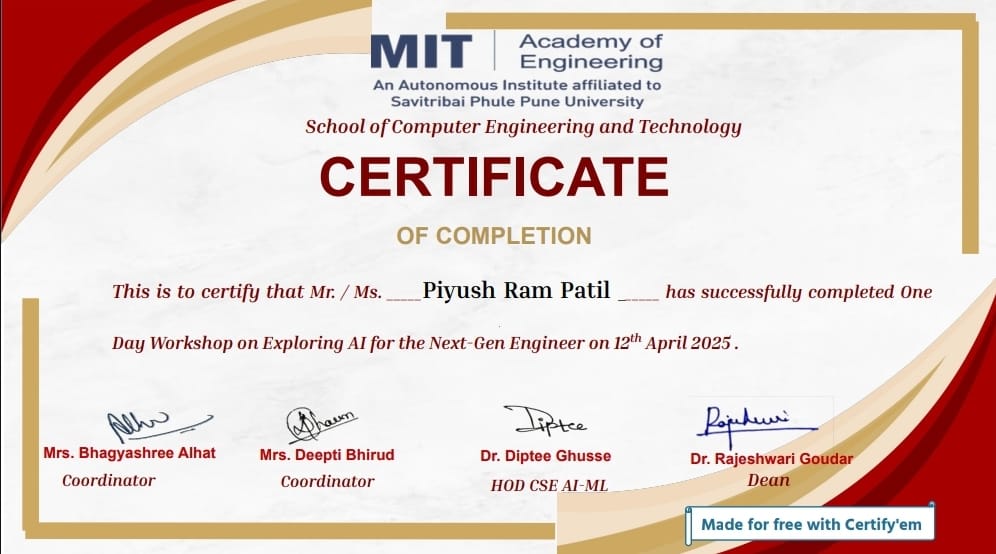 MIT Academy of
Engineering
An Autonomous Institute affiliated to
Savitribai Phule Pune University
School of Computer Engineering and Technology
CERTIFICATE
OF COMPLETION
This is to certify that Mr. / Ms. _____Piyush Ram Patil _____ has successfully completed One
Day Workshop on Exploring AI for the Next-Gen Engineer on 12th April 2025 .
Diptee
Mrs. Bhagyashree Alhat Mrs. Deepti Bhirud Dr. Diptee Ghusse Dr. Rajeshwari Goudar
Coordinator Coordinator HOD CSE AI-ML Dean
Made for free with Certify'em